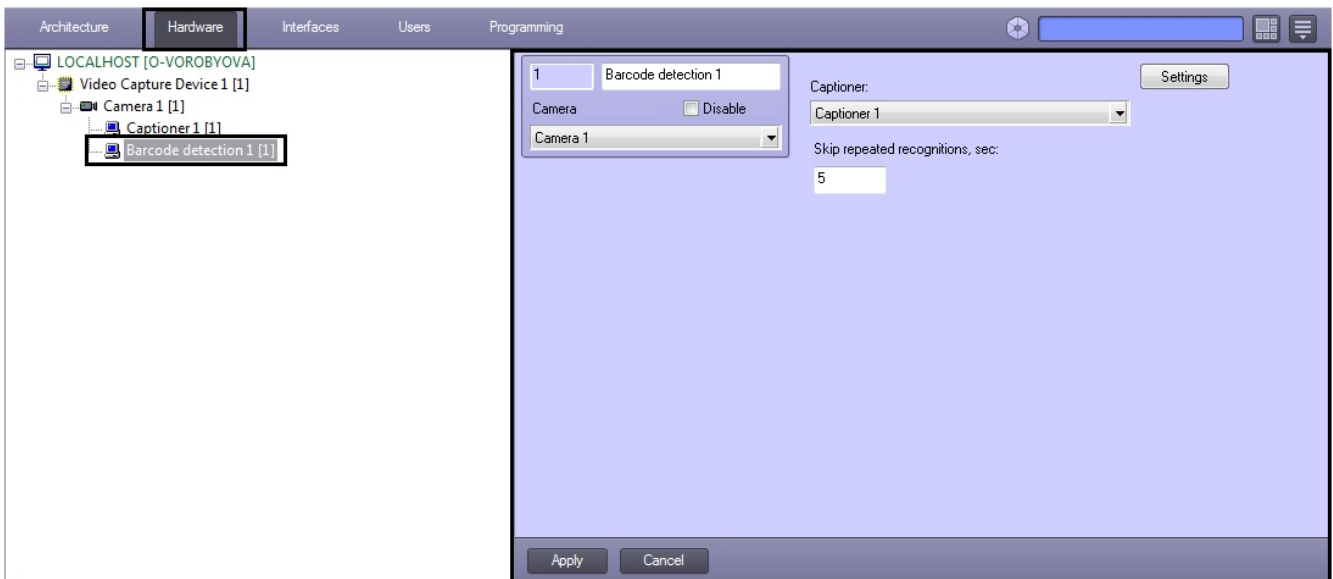 Architecture Hardware Interfaces Users Programming
LOCALHOST [O-VOROBYOVA]
Video Capture Device 1 [1]
Camera 1 [1]
Captioner 1 [1]
Barcode detection 1 [1]
1 Barcode detection 1
Camera Disable
Camera 1
Captioner:
Captioner 1
Skip repeated recognitions, sec:
5
Settings
Apply Cancel